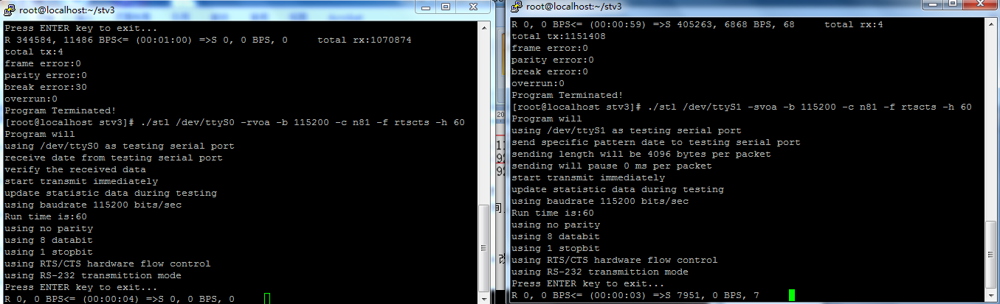 root@localhost:~/stv3
Press ENTER key to exit...
R 344584, 11486 BPS<= (00:01:00) =>S 0, 0 BPS, 0     total rx:1070874
total tx:4
frame error:0
parity error:0
break error:30
overrun:0
Program Terminated!
[root@localhost stv3]# ./stl /dev/ttyS0 -rvoa -b 115200 -c n81 -f rtscts -h 60
Program will
using /dev/ttyS0 as testing serial port
receive date from testing serial port
verify the received data
start transmit immediately
update statistic data during testing
using baudrate 115200 bits/sec
Run time is:60
using no parity
using 8 databit
using 1 stopbit
using RTS/CTS hardware flow control
using RS-232 transmittion mode
Press ENTER key to exit...
R 0, 0 BPS<= (00:00:04) =>S 0, 0 BPS, 0
root@localhost:~/stv3
R 0, 0 BPS<= (00:00:59) =>S 405263, 6868 BPS, 68     total rx:4
total tx:1151408
frame error:0
parity error:0
break error:0
overrun:0
Program Terminated!
[root@localhost stv3]# ./stl /dev/ttyS1 -svoa -b 115200 -c n81 -f rtscts -h 60
Program will
using /dev/ttyS1 as testing serial port
send specific pattern date to testing serial port
sending length will be 4096 bytes per packet
sending will pause 0 ms per packet
start transmit immediately
update statistic data during testing
using baudrate 115200 bits/sec
Run time is:60
using no parity
using 8 databit
using 1 stopbit
using RTS/CTS hardware flow control
using RS-232 transmittion mode
Press ENTER key to exit...
R 0, 0 BPS<= (00:00:03) =>S 7951, 0 BPS, 7